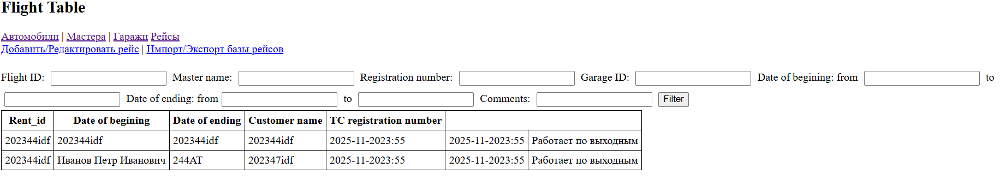 Flight Table
Автомобили | Мастера | Гаражи Рейсы
Добавить/Редактировать рейс | Импорт/Экспорт базы рейсов
Flight ID: Master name: Registration number: Garage ID: Date of begining: from to
Date of ending: from to Comments: Filter
Rent_id Date of begining Date of ending Customer name TC registration number
202344idf 202344idf 202344idf 202344idf 2025-11-2023:55 2025-11-2023:55 Работает по выходным
202344idf Иванов Петр Иванович 244AT 202347idf 2025-11-2023:55 2025-11-2023:55 Работает по выходным